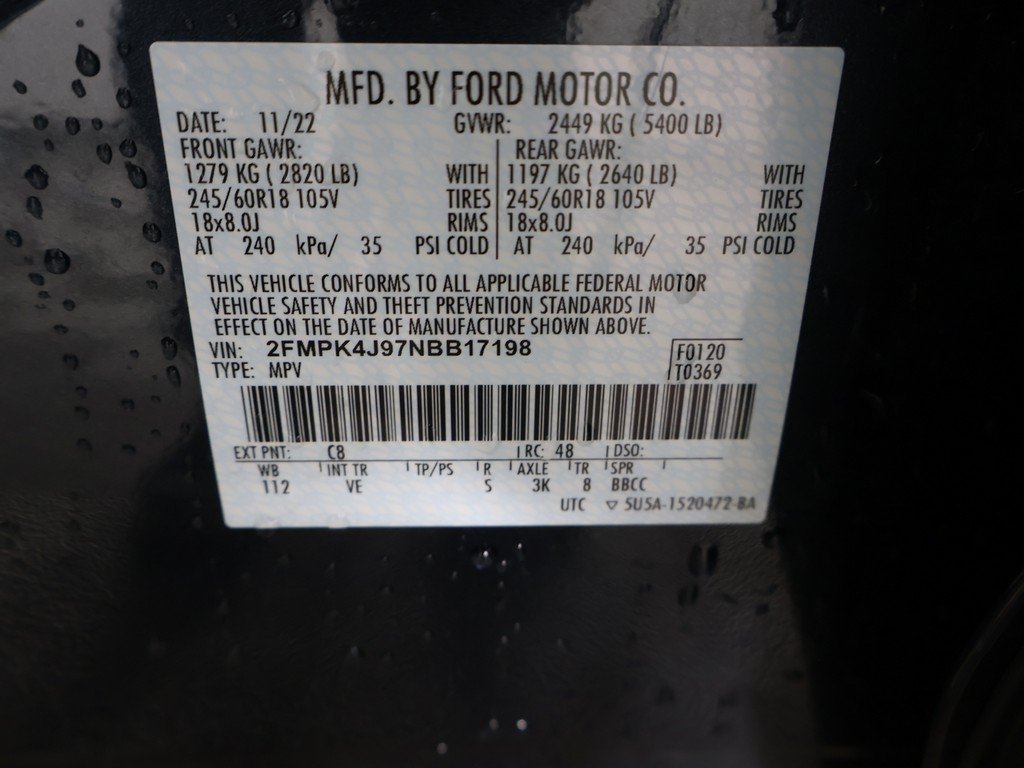 MFD. BY FORD MOTOR CO.
DATE: 11/22 GVWR: 2449 KG ( 5400 LB)
FRONT GAWR: REAR GAWR:
1279 KG ( 2820 LB) WITH 1197 KG ( 2640 LB) WITH
245/60R18 105V TIRES 245/60R18 105V TIRES
18x8.0J RIMS 18x8.0J RIMS
AT 240 kPa/ 35 PSI COLD AT 240 kPa/ 35 PSI COLD
THIS VEHICLE CONFORMS TO ALL APPLICABLE FEDERAL MOTOR
VEHICLE SAFETY AND THEFT PREVENTION STANDARDS IN
EFFECT ON THE DATE OF MANUFACTURE SHOWN ABOVE.
VIN: 2FMPK4J97NBB17198 F0120
TYPE: MPV T0369
EXT PNT: C8 RC: 48 DSO:
WB INT TR TP/PS R AXLE TR SPR
112 VE S 3K 8 BBCC
UTC ▽ 5U5A-1520472-BA